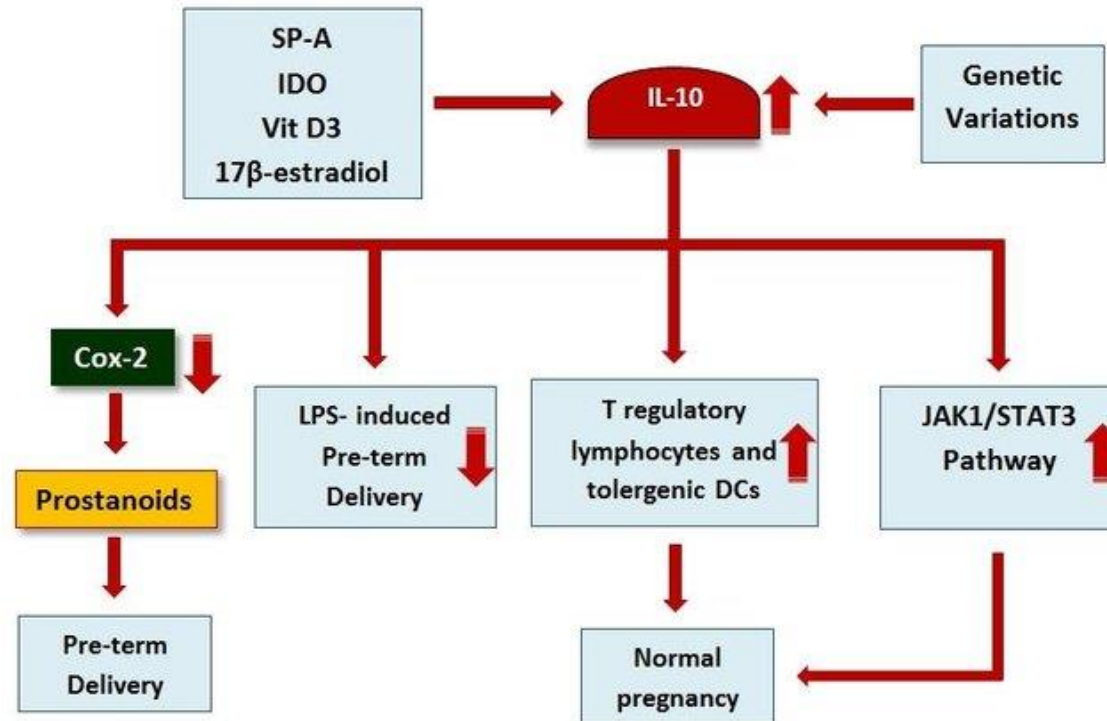 SP-A
IDO
Vit D3
17β-estradiol
IL-10
Genetic
Variations
Cox-2
LPS- induced
Pre-term
Delivery
T regulatory
lymphocytes and
tolergenic DCs
JAK1/STAT3
Pathway
Prostanoids
Pre-term
Delivery
Normal
pregnancy